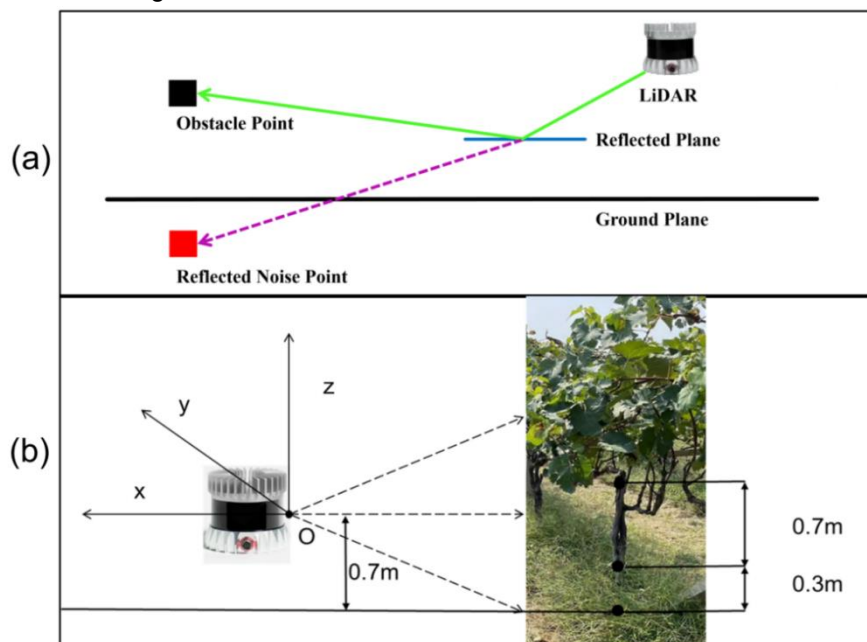 (a)
LiDAR
Obstacle Point
Reflected Plane
Ground Plane
Reflected Noise Point
(b)
z
y
x
O
0.7m
0.7m
0.3m